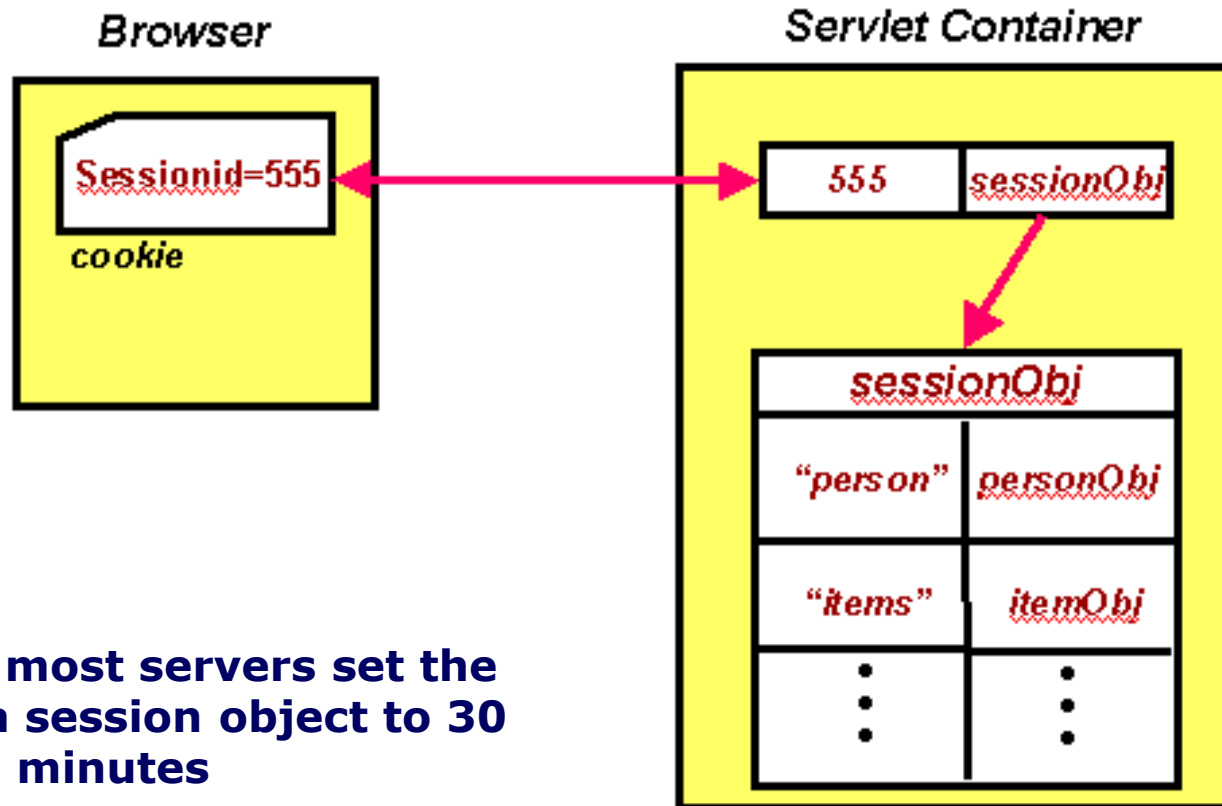 Browser
Servlet Container
Sessionid=555
cookie
555
sessionObj
sessionObj
“person”
personObj
“items”
itemObj
most servers set the
session object to 30
minutes